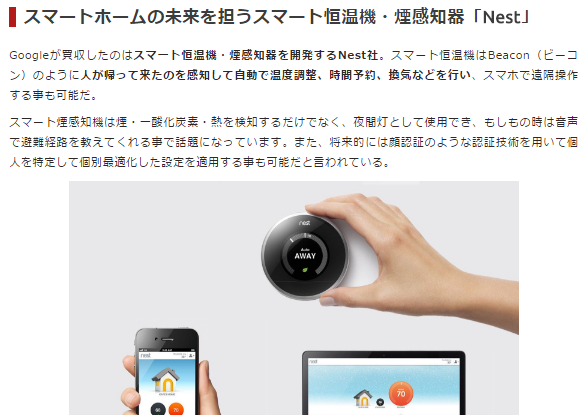 スマートホームの未来を担うスマート恒温機・煙感知器「Nest」
Googleが買収したのはスマート恒温機・煙感知器を開発するNest社。スマート恒温機はBeacon（ビーコ
ン）のように人が帰って来たのを感知して自動で温度調整、時間予約、換気などを行い、スマホで遠隔操作
する事も可能だ。
スマート煙感知機は煙・一酸化炭素・熱を検知するだけでなく、夜間灯として使用でき、もしもの時は音声
で避難経路を教えてくれる事で話題になっています。また、将来的には顔認証のような認証技術を用いて個
人を特定して個別最適化した設定を適用する事も可能だと言われている。
nest
Auto
AWAY
nest
nest
70
70